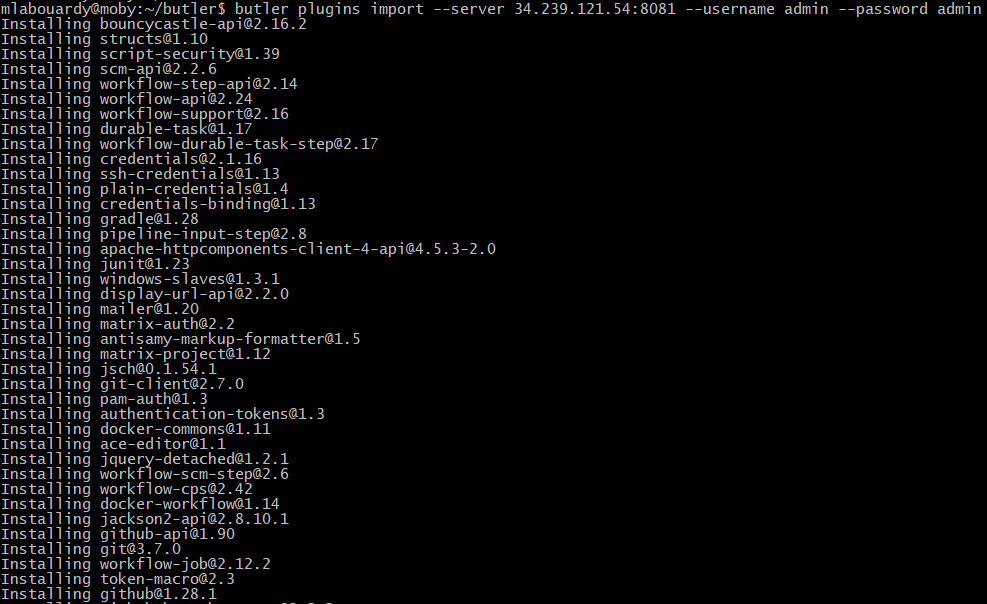 mlabouardy@moby:~/butler$ butler plugins import --server 34.239.121.54:8081 --username admin --password admin
Installing bouncycastle-api@2.16.2
Installing structs@1.10
Installing script-security@1.39
Installing scm-api@2.2.6
Installing workflow-step-api@2.14
Installing workflow-api@2.24
Installing workflow-support@2.16
Installing durable-task@1.17
Installing workflow-durable-task-step@2.17
Installing credentials@2.1.16
Installing ssh-credentials@1.13
Installing plain-credentials@1.4
Installing credentials-binding@1.13
Installing gradle@1.28
Installing pipeline-input-step@2.8
Installing apache-httpcomponents-client-4-api@4.5.3-2.0
Installing junit@1.23
Installing windows-slaves@1.3.1
Installing display-url-api@2.2.0
Installing mailer@1.20
Installing matrix-auth@2.2
Installing antisamy-markup-formatter@1.5
Installing matrix-project@1.12
Installing jsch@0.1.54.1
Installing git-client@2.7.0
Installing pam-auth@1.3
Installing authentication-tokens@1.3
Installing docker-commons@1.11
Installing ace-editor@1.1
Installing jquery-detached@1.2.1
Installing workflow-scm-step@2.6
Installing workflow-cps@2.42
Installing docker-workflow@1.14
Installing jackson2-api@2.8.10.1
Installing github-api@1.90
Installing git@3.7.0
Installing workflow-job@2.12.2
Installing token-macro@2.3
Installing github@1.28.1
Installing